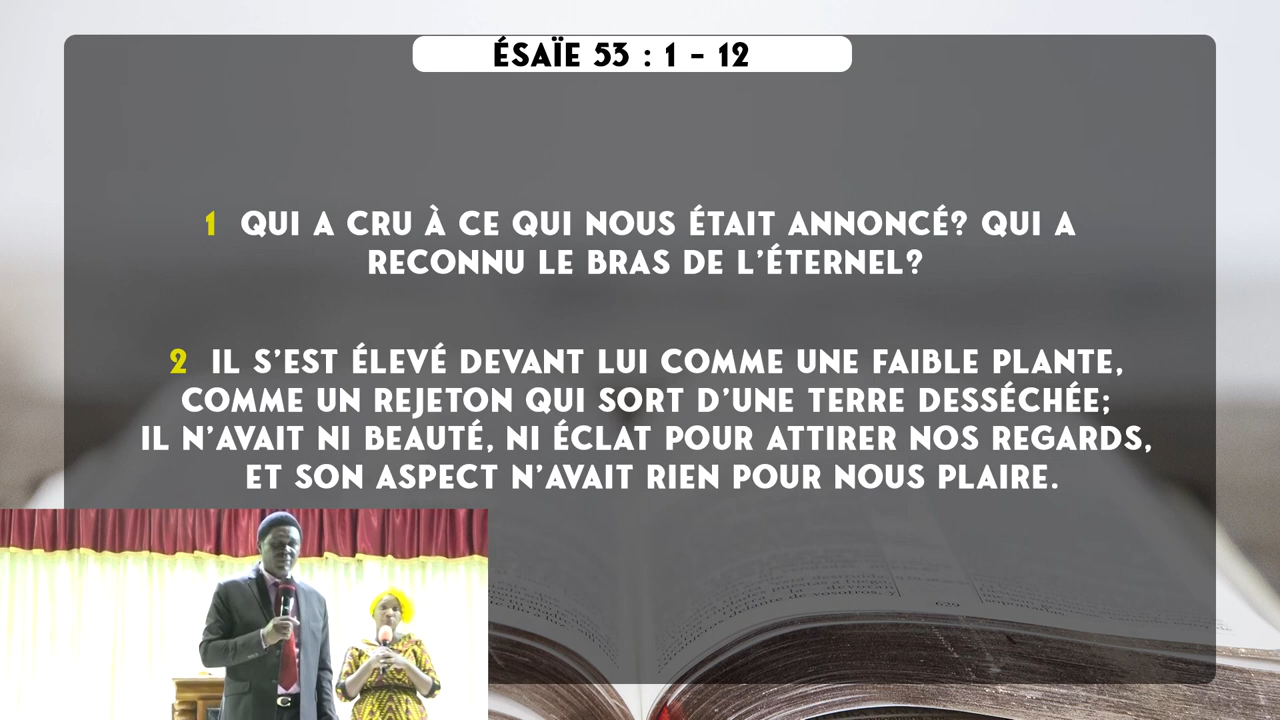 ÉSAÏE 53 : 1 - 12
1 QUI A CRU À CE QUI NOUS ÉTAIT ANNONCÉ? QUI A
RECONNU LE BRAS DE L'ÉTERNEL?
2 IL S'EST ÉLEVÉ DEVANT LUI COMME UNE FAIBLE PLANTE,
COMME UN REJETON QUI SORT D'UNE TERRE DESSÉCHÉE;
IL N'AVAIT NI BEAUTÉ, NI ÉCLAT POUR ATTIRER NOS REGARDS,
ET SON ASPECT N'AVAIT RIEN POUR NOUS PLAIRE.
629